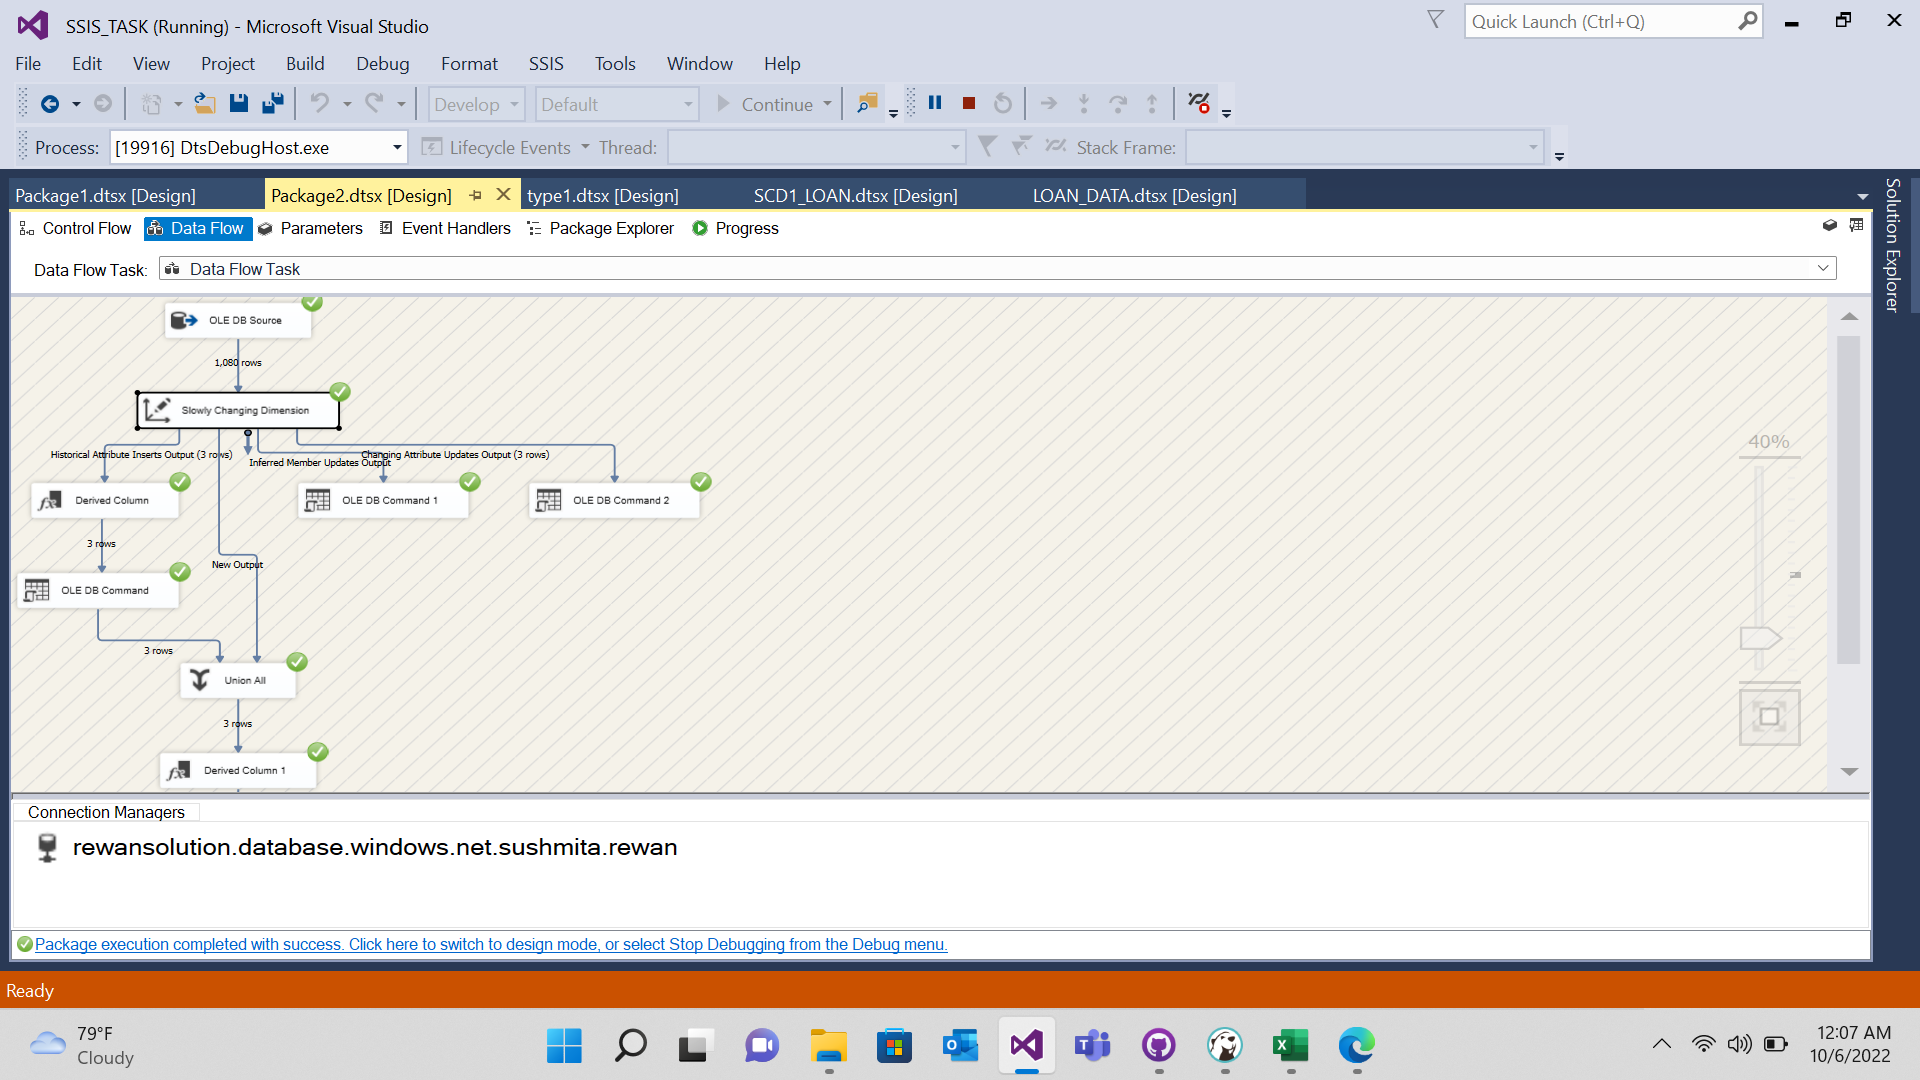 SSIS_TASK (Running) - Microsoft Visual Studio
Quick Launch (Ctrl+Q)
File Edit View Project Build Debug Format SSIS Tools Window Help
Develop Default Continue
Process: [19916] DtsDebugHost.exe Lifecycle Events Thread: Stack Frame:
Package1.dtsx [Design] Package2.dtsx [Design] type1.dtsx [Design] SCD1_LOAN.dtsx [Design] LOAN_DATA.dtsx [Design]
Solution Explorer
Control Flow Data Flow Parameters Event Handlers Package Explorer Progress
Data Flow Task: Data Flow Task
OLE DB Source
1,080 rows
Slowly Changing Dimension
40%
Historical Attribute Inserts Output (3 rows) Changing Attribute Updates Output (3 rows)
Inferred Member Updates Output
Derived Column OLE DB Command 1 OLE DB Command 2
3 rows
New Output
OLE DB Command
3 rows
Union All
3 rows
Derived Column 1
Connection Managers
rewansolution.database.windows.net.sushmita.rewan
Package execution completed with success. Click here to switch to design mode, or select Stop Debugging from the Debug menu.
Ready
79°F
Cloudy
12:07 AM
10/6/2022